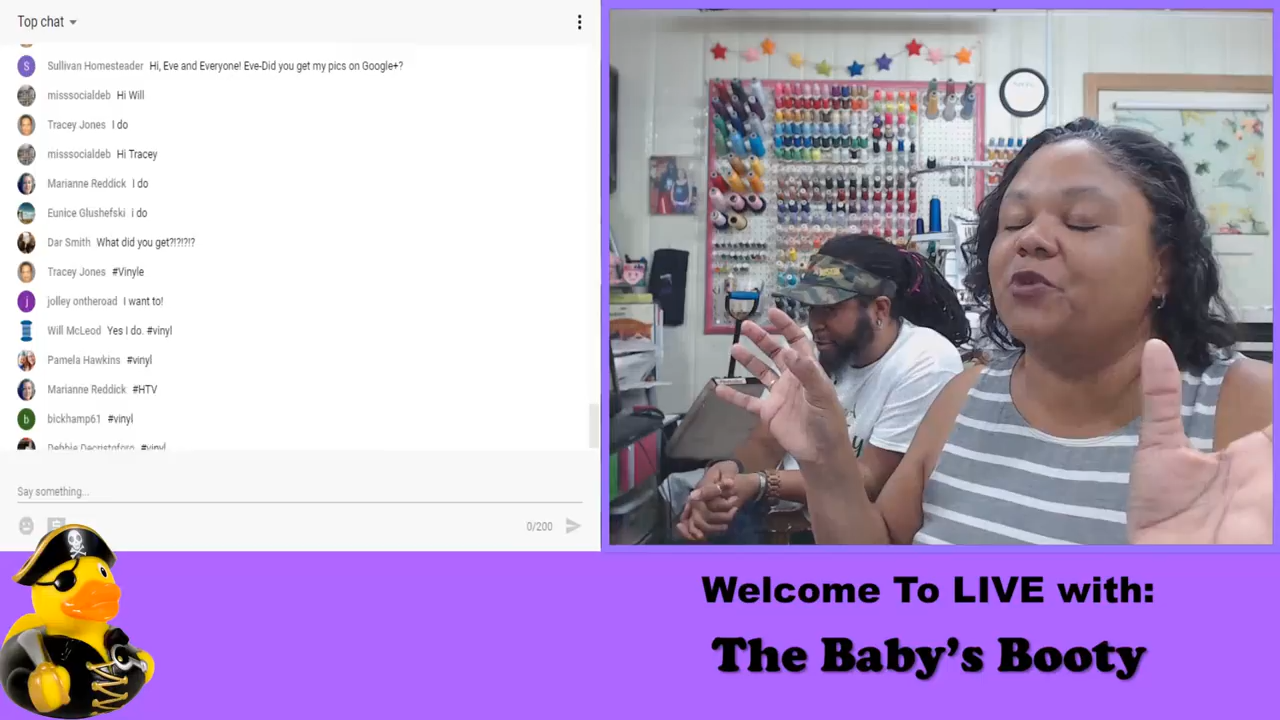 Top chat
Sullivan Homesteader Hi, Eve and Everyone! Eve-Did you get my pics on Google+?
misssocialdeb Hi Will
Tracey Jones I do
misssocialdeb Hi Tracey
Marianne Reddick I do
Eunice Glushefski i do
Dar Smith What did you get?!?!?!?
Tracey Jones #Vinyle
jolley ontheroad I want to!
Will McLeod Yes I do. #vinyl
Pamela Hawkins #vinyl
Marianne Reddick #HTV
bickhamp61 #vinyl
Debbie Decristoforo #vinyl
Say something...
0/200
Welcome To LIVE with:
The Baby's Booty